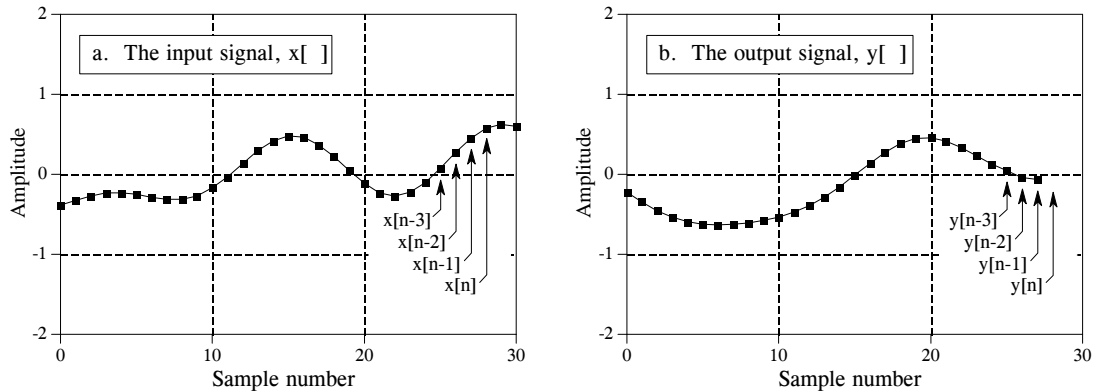 a. The input signal, x[ ]
Amplitude
2
1
0
-1
-2
x[n-3]
x[n-2]
x[n-1]
x[n]
0
10
20
30
Sample number
b. The output signal, y[ ]
Amplitude
2
1
0
-1
-2
y[n-3]
y[n-2]
y[n-1]
y[n]
0
10
20
30
Sample number